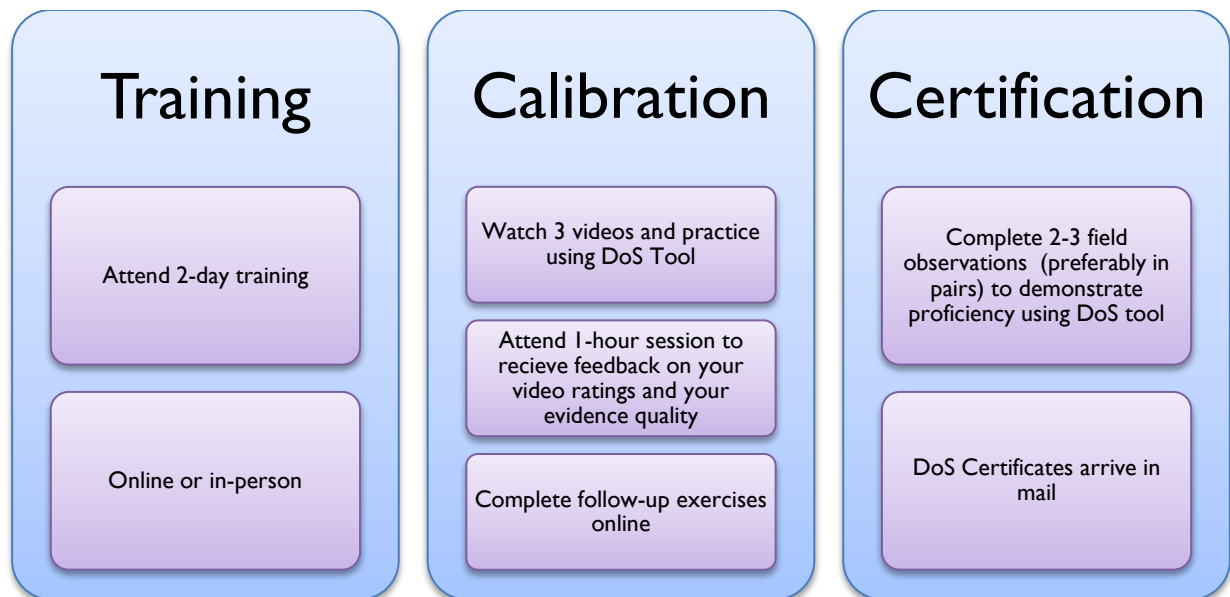 Training
Attend 2-day training
Online or in-person
Calibration
Watch 3 videos and practice
using DoS Tool
Attend 1-hour session to
recieve feedback on your
video ratings and your
evidence quality
Complete follow-up exercises
online
Certification
Complete 2-3 field
observations (preferably in
pairs) to demonstrate
proficiency using DoS tool
DoS Certificates arrive in
mail